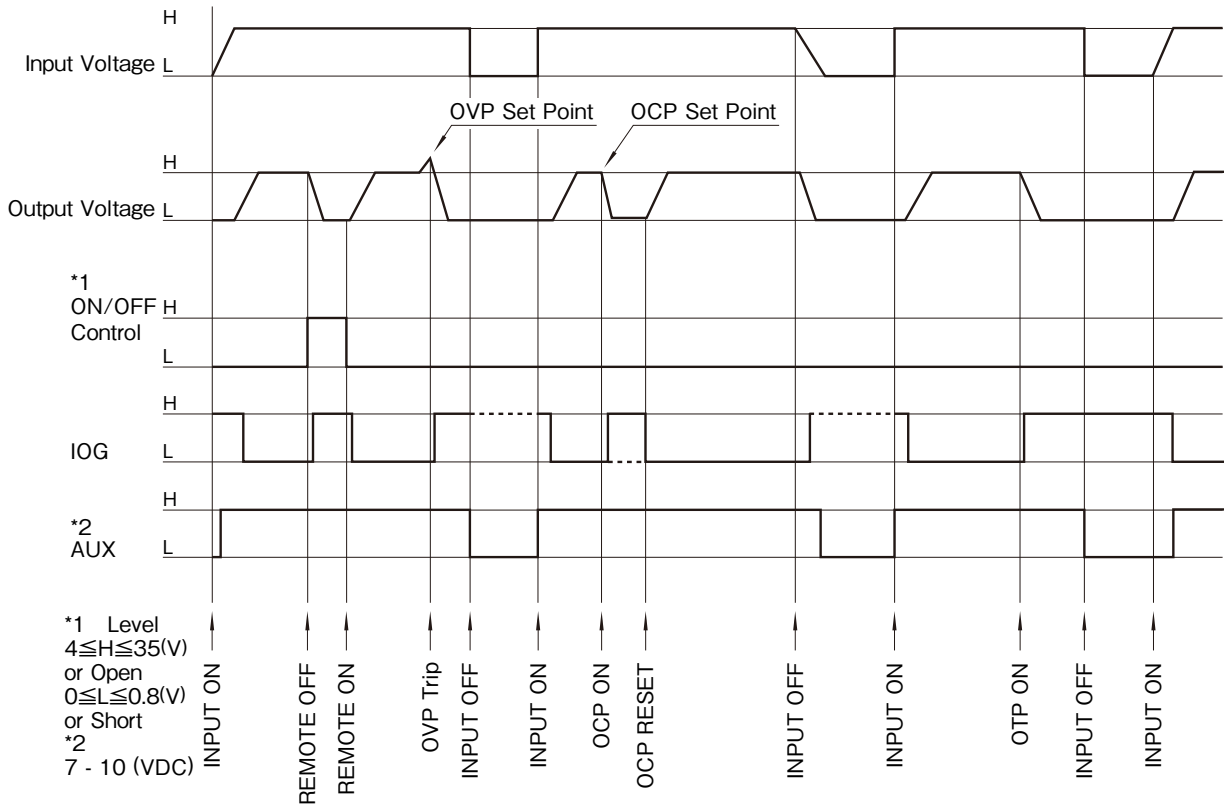 H
Input Voltage L
OVP Set Point OCP Set Point
H
Output Voltage L
*1
ON/OFF H
Control
L
H
IOG L
H
*2
AUX L
*1 Level
4≦H≦35(V)
or Open
0≦L≦0.8(V)
or Short
*2
7 - 10 (VDC)
INPUT ON
REMOTE OFF
REMOTE ON
OVP Trip
INPUT OFF
INPUT ON
OCP ON
OCP RESET
INPUT OFF
INPUT ON
OTP ON
INPUT OFF
INPUT ON